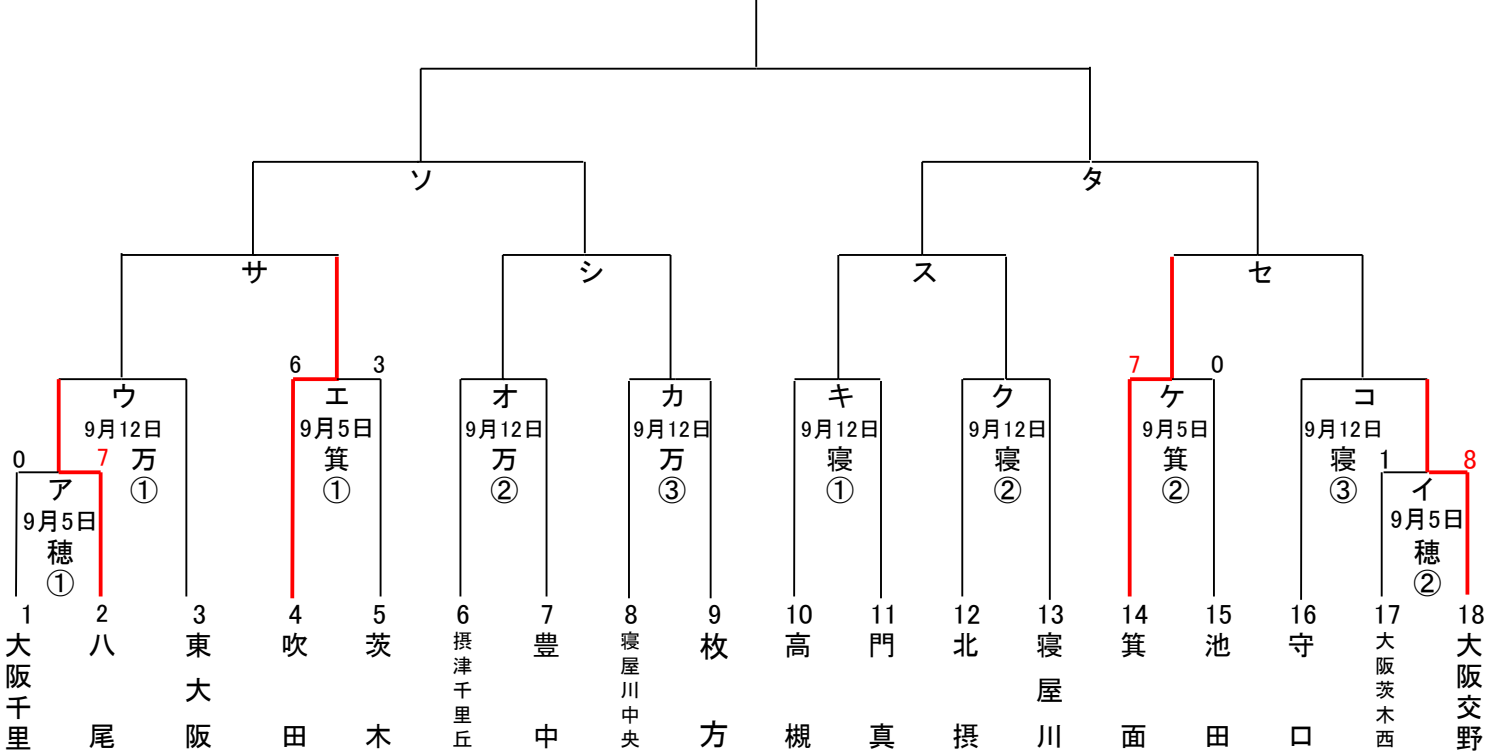 ソ
タ
サ
シ
ス
セ
6 3
7 0
ウ
エ
オ
カ
キ
ク
ケ
コ
9月12日
万
①
9月5日
箕
①
9月12日
万
②
9月12日
万
③
9月12日
寝
①
9月12日
寝
②
9月5日
箕
②
9月12日
寝
③
0 7
ア
9月5日
穂
①
1 8
イ
9月5日
穂
②
1
大阪千里
2
八尾
3
東大阪
4
吹田
5
茨木
6
摂津千里丘
7
豊中
8
寝屋川中央
9
枚方
10
高槻
11
門真
12
北摂
13
寝屋川
14
箕面
15
池田
16
守口
17
大阪茨木西
18
大阪交野